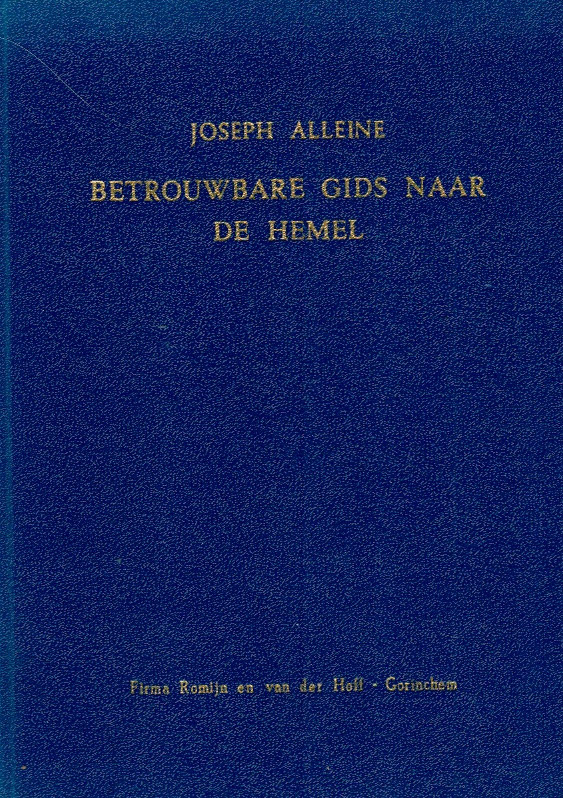 JOSEPH ALLEINE
BETROUWBARE GIDS NAAR
DE HEMEL
Firma Romijn en van der Hoff - Gorinchem